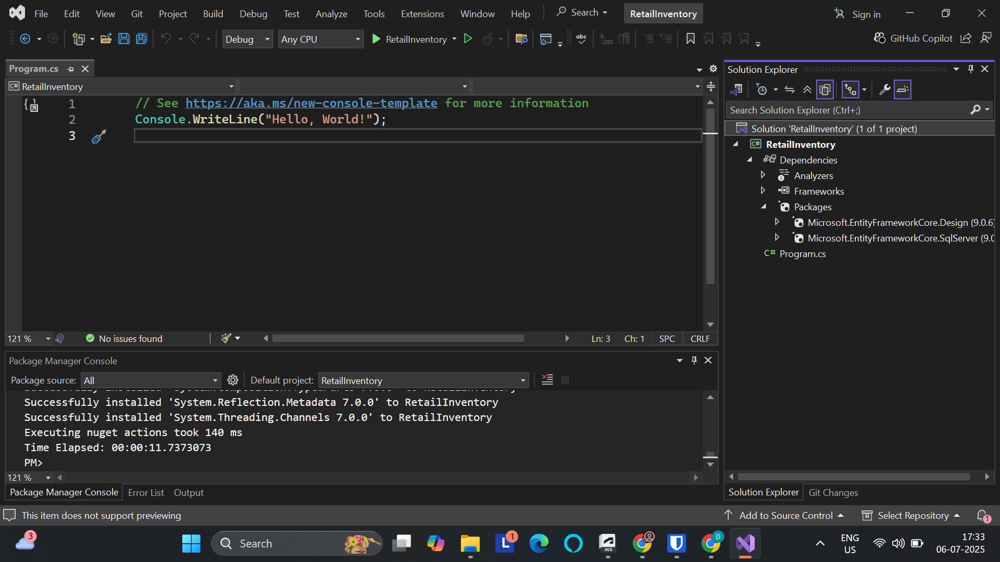 File Edit View Git Project Build Debug Test Analyze Tools Extensions Window Help Search RetailInventory Sign in
Debug Any CPU RetailInventory abc GitHub Copilot
Program.cs
C# RetailInventory
1 // See https://aka.ms/new-console-template for more information
2 Console.WriteLine("Hello, World!");
3
121 % No issues found Ln: 3 Ch: 1 SPC CRLF
Package Manager Console
Package source: All Default project: RetailInventory
Successfully installed 'System.Reflection.Metadata 7.0.0' to RetailInventory
Successfully installed 'System.Threading.Channels 7.0.0' to RetailInventory
Executing nuget actions took 140 ms
Time Elapsed: 00:00:11.7373073
PM>
121 %
Package Manager Console Error List Output
Solution Explorer
Search Solution Explorer (Ctrl+;)
Solution 'RetailInventory' (1 of 1 project)
C# RetailInventory
Dependencies
Analyzers
Frameworks
Packages
Microsoft.EntityFrameworkCore.Design (9.0.6)
Microsoft.EntityFrameworkCore.SqlServer (9.0
C# Program.cs
Solution Explorer Git Changes
This item does not support previewing Add to Source Control Select Repository 1
3 Search L 1 ACS D ENG US 17:33
06-07-2025